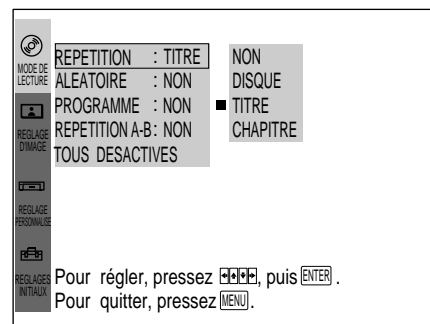 MODE DE
LECTURE
REGLAGE
D'IMAGE
REGLAGE
PERSONNALISE
REGLAGES
INITIAUX
REPETITION : TITRE
ALEATOIRE : NON
PROGRAMME : NON
REPETITION A-B: NON
TOUS DESACTIVES
NON
DISQUE
TITRE
CHAPITRE
Pour régler, pressez , puis ENTER .
Pour quitter, pressez MENU .